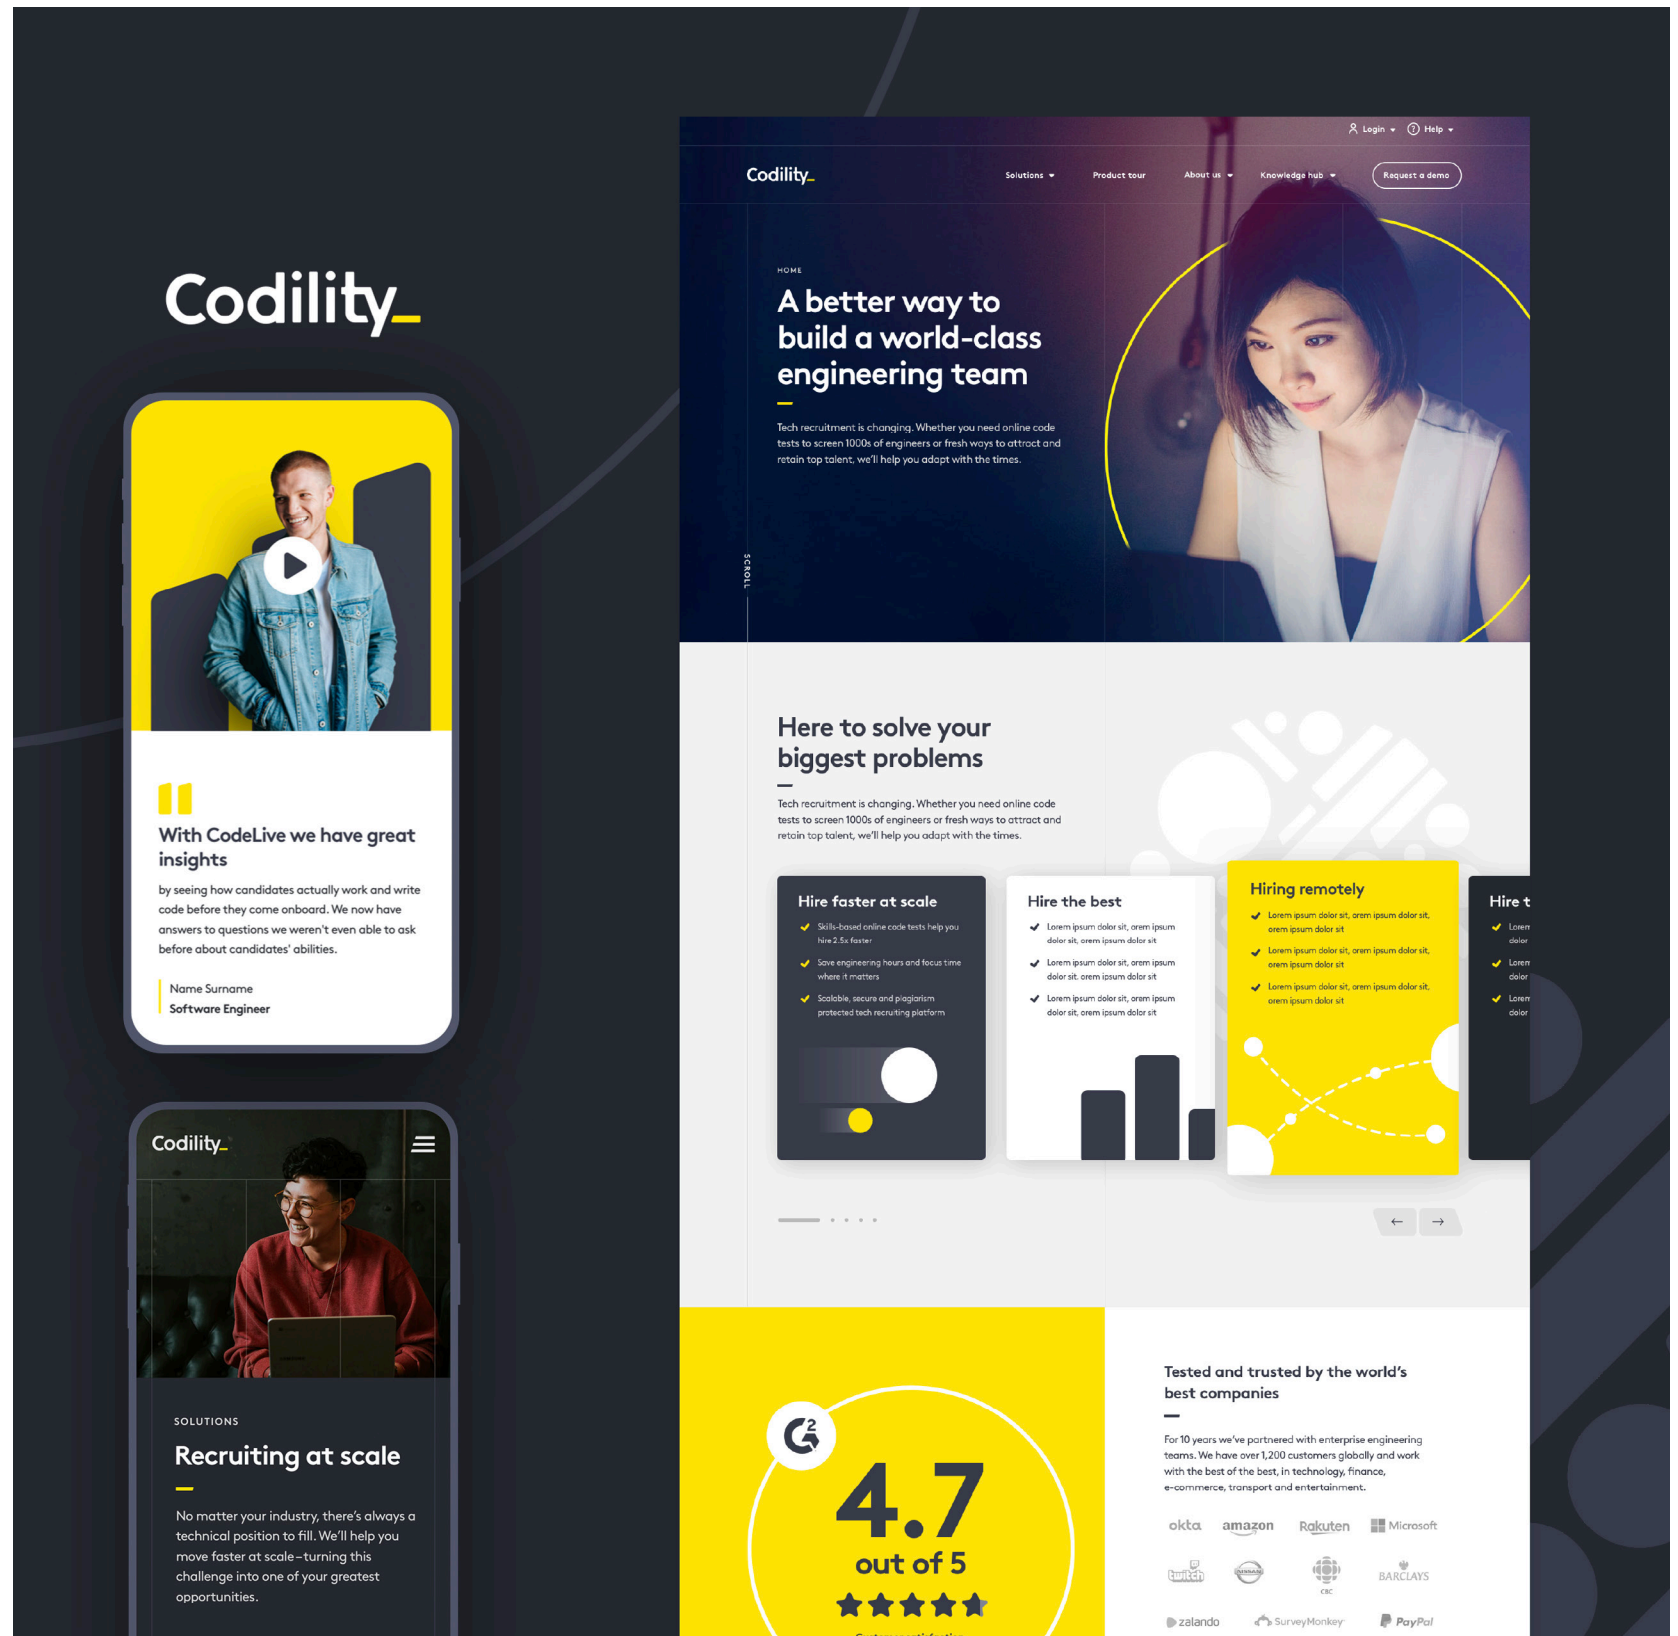 Codility_
With CodeLive we have great
insights
by seeing how candidates actually work and write
code before they come onboard. We now have
answers to questions we weren't even able to ask
before about candidates' abilities.
Name Surname
Software Engineer
Codility_
SOLUTIONS
Recruiting at scale
No matter your industry, there's always a
technical position to fill. We'll help you
move faster at scale – turning this
challenge into one of your greatest
opportunities.
Login
? Help
Codility_
Solutions
Product tour
About us
Knowledge hub
Request a demo
HOME
A better way to
build a world-class
engineering team
Tech recruitment is changing. Whether you need online code
tests to screen 1000s of engineers or fresh ways to attract and
retain top talent, we'll help you adapt with the times.
SCROLL
Here to solve your
biggest problems
Tech recruitment is changing. Whether you need online code
tests to screen 1000s of engineers or fresh ways to attract and
retain top talent, we'll help you adapt with the times.
Hire faster at scale
Skills-based online code tests help you
hire 2.5x faster
Save engineering hours and focus time
where it matters
Scalable, secure and plagiarism
protected tech recruiting platform
Hire the best
Lorem ipsum dolor sit, orem ipsum
dolor sit, orem ipsum dolor sit
Lorem ipsum dolor sit, orem ipsum
dolor sit. orem ipsum dolor sit
Lorem ipsum dolor sit, orem ipsum
dolor sit, orem ipsum dolor sit
Hiring remotely
Lorem ipsum dolor sit, orem ipsum dolor sit,
orem ipsum dolor sit
Lorem ipsum dolor sit, orem ipsum dolor sit,
orem ipsum dolor sit
Lorem ipsum dolor sit, orem ipsum dolor sit,
orem ipsum dolor sit
Hire t
Lorem
dolor
Lorem
dolor
Lorem
dolor
G2
4.7
out of 5
Tested and trusted by the world's
best companies
For 10 years we've partnered with enterprise engineering
teams. We have over 1,200 customers globally and work
with the best of the best, in technology, finance,
e-commerce, transport and entertainment.
okta amazon Rakuten Microsoft
twitch NISSAN CBC BARCLAYS
zalando SurveyMonkey PayPal